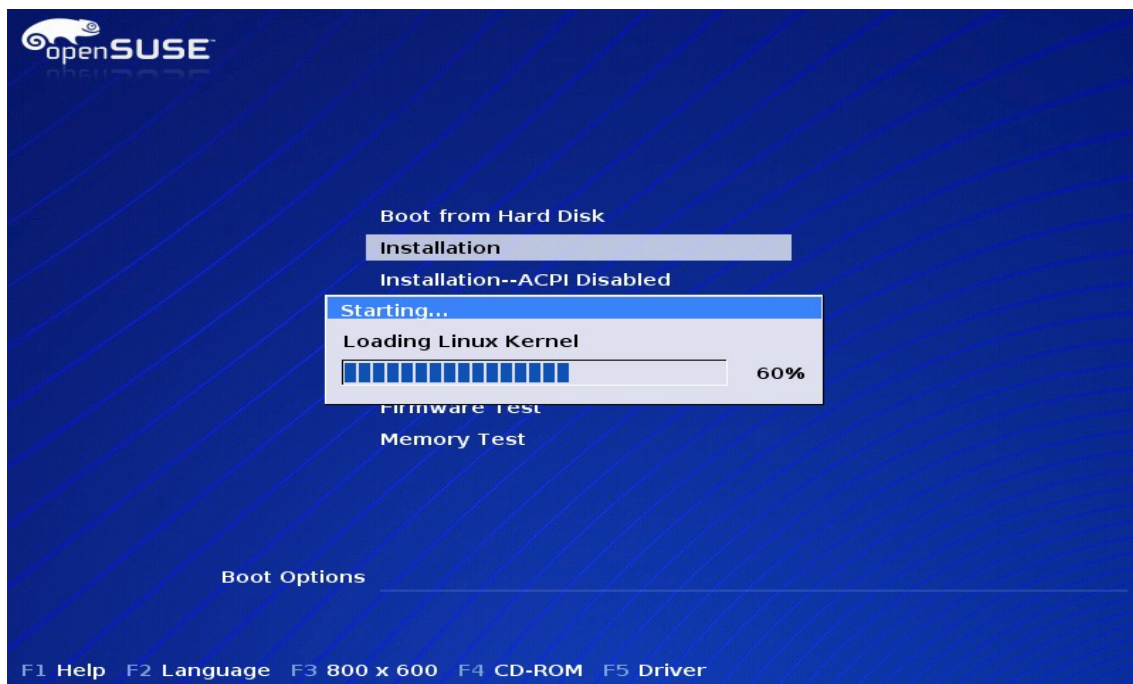 openSUSE
Boot from Hard Disk
Installation
Installation--ACPI Disabled
Starting...
Loading Linux Kernel
60%
Firmware Test
Memory Test
Boot Options
F1 Help F2 Language F3 800 x 600 F4 CD-ROM F5 Driver